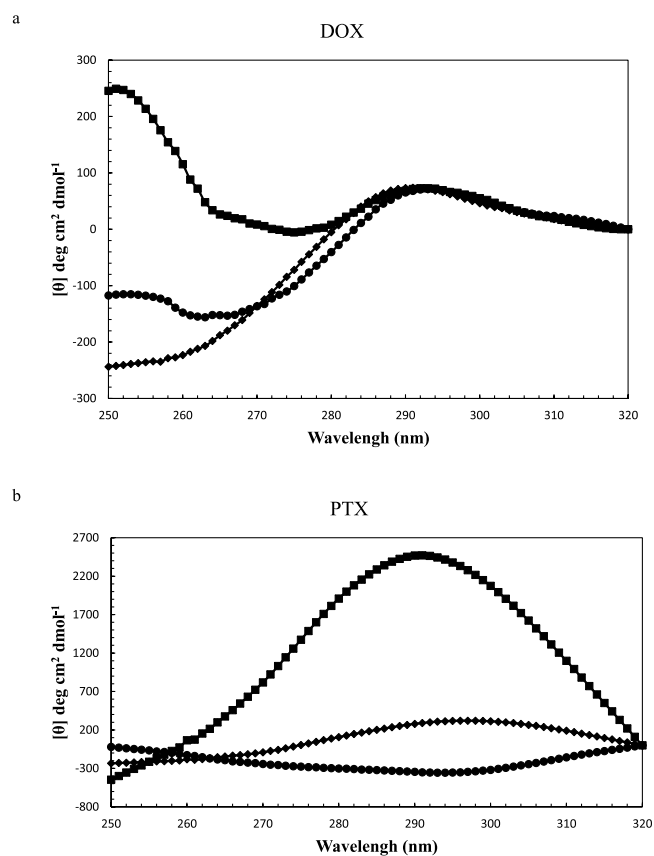 a
DOX
300
200
100
0
-100
-200
-300
[θ] deg cm² dmol⁻¹
250 260 270 280 290 300 310 320
Wavelengh (nm)
b
PTX
2700
2200
1700
1200
700
200
-300
-800
[θ] deg cm² dmol⁻¹
250 260 270 280 290 300 310 320
Wavelengh (nm)